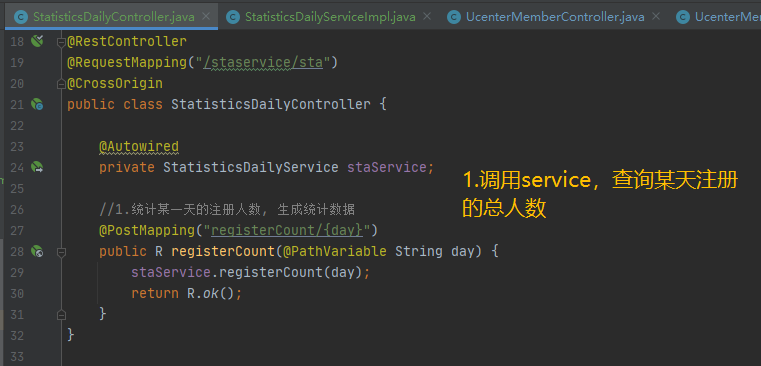 StatisticsDailyController.java × StatisticsDailyServiceImpl.java × UcenterMemberController.java × UcenterMem
18 @RestController
19 @RequestMapping("/staservice/sta")
20 @CrossOrigin
21 public class StatisticsDailyController {
22
23 @Autowired
24 private StatisticsDailyService staService;
25
26 //1.统计某一天的注册人数, 生成统计数据
27 @PostMapping("registerCount/{day}")
28 public R registerCount(@PathVariable String day) {
29 staService.registerCount(day);
30 return R.ok();
31 }
32 }
33
1.调用service，查询某天注册
的总人数